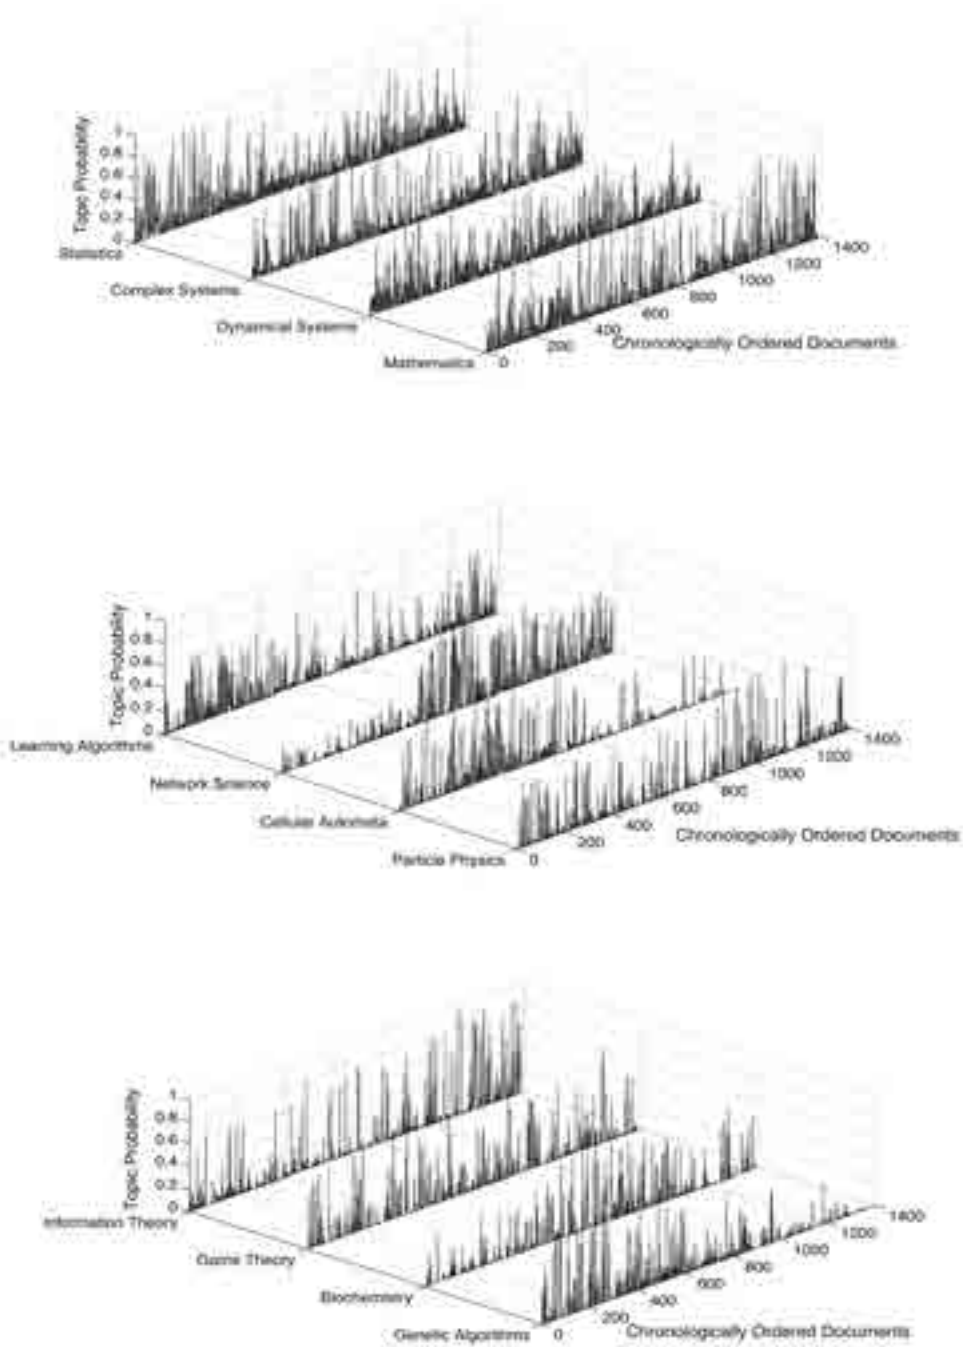 Topic Probability
1
0.8
0.6
0.4
0.2
0
Statistics
Complex Systems
Dynamical Systems
Mathematics
0
200
400
600
800
1000
1200
1400
Chronologically Ordered Documents
Topic Probability
1
0.8
0.6
0.4
0.2
0
Learning Algorithms
Network Science
Cellular Automata
Particle Physics
0
200
400
600
800
1000
1200
1400
Chronologically Ordered Documents
Topic Probability
1
0.8
0.6
0.4
0.2
0
Information Theory
Game Theory
Biochemistry
Genetic Algorithms
0
200
400
600
800
1000
1200
1400
Chronologically Ordered Documents